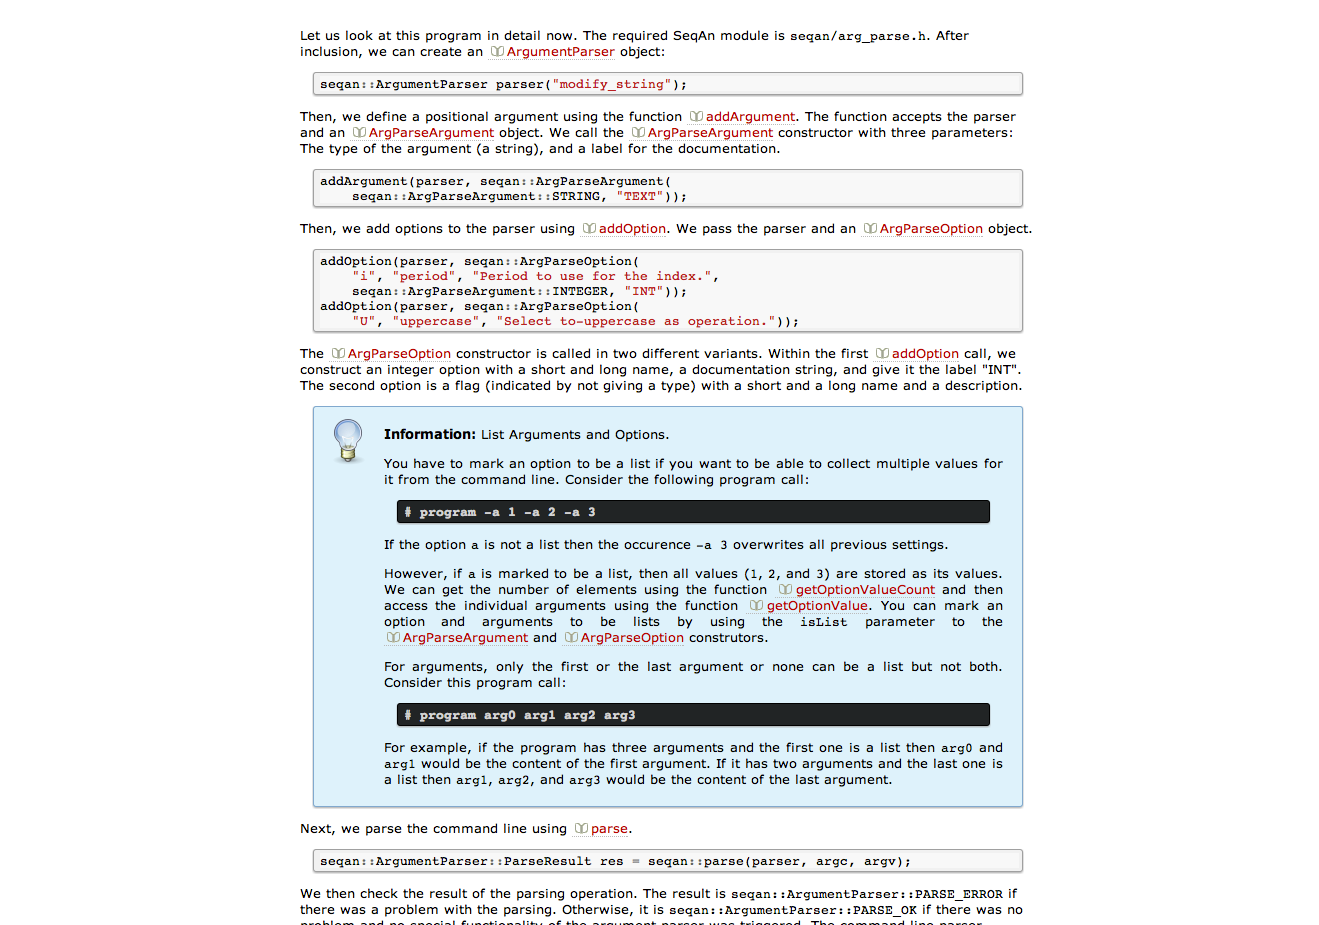 Let us look at this program in detail now. The required SeqAn module is seqan/arg_parse.h. After
inclusion, we can create an ArgumentParser object:
seqan::ArgumentParser parser("modify_string");
Then, we define a positional argument using the function addArgument. The function accepts the parser
and an ArgParseArgument object. We call the ArgParseArgument constructor with three parameters:
The type of the argument (a string), and a label for the documentation.
addArgument(parser, seqan::ArgParseArgument(
seqan::ArgParseArgument::STRING, "TEXT"));
Then, we add options to the parser using addOption. We pass the parser and an ArgParseOption object.
addOption(parser, seqan::ArgParseOption(
"i", "period", "Period to use for the index.",
seqan::ArgParseArgument::INTEGER, "INT"));
addOption(parser, seqan::ArgParseOption(
"U", "uppercase", "Select to-uppercase as operation."));
The ArgParseOption constructor is called in two different variants. Within the first addOption call, we
construct an integer option with a short and long name, a documentation string, and give it the label "INT".
The second option is a flag (indicated by not giving a type) with a short and a long name and a description.
Information: List Arguments and Options.
You have to mark an option to be a list if you want to be able to collect multiple values for
it from the command line. Consider the following program call:
# program -a 1 -a 2 -a 3
If the option a is not a list then the occurence -a 3 overwrites all previous settings.
However, if a is marked to be a list, then all values (1, 2, and 3) are stored as its values.
We can get the number of elements using the function getOptionValueCount and then
access the individual arguments using the function getOptionValue. You can mark an
option and arguments to be lists by using the isList parameter to the
ArgParseArgument and ArgParseOption construtors.
For arguments, only the first or the last argument or none can be a list but not both.
Consider this program call:
# program arg0 arg1 arg2 arg3
For example, if the program has three arguments and the first one is a list then arg0 and
arg1 would be the content of the first argument. If it has two arguments and the last one is
a list then arg1, arg2, and arg3 would be the content of the last argument.
Next, we parse the command line using parse.
seqan::ArgumentParser::ParseResult res = seqan::parse(parser, argc, argv);
We then check the result of the parsing operation. The result is seqan::ArgumentParser::PARSE_ERROR if
there was a problem with the parsing. Otherwise, it is seqan::ArgumentParser::PARSE_OK if there was no
problem and no special functionality of the argument parser was triggered. The command line parser